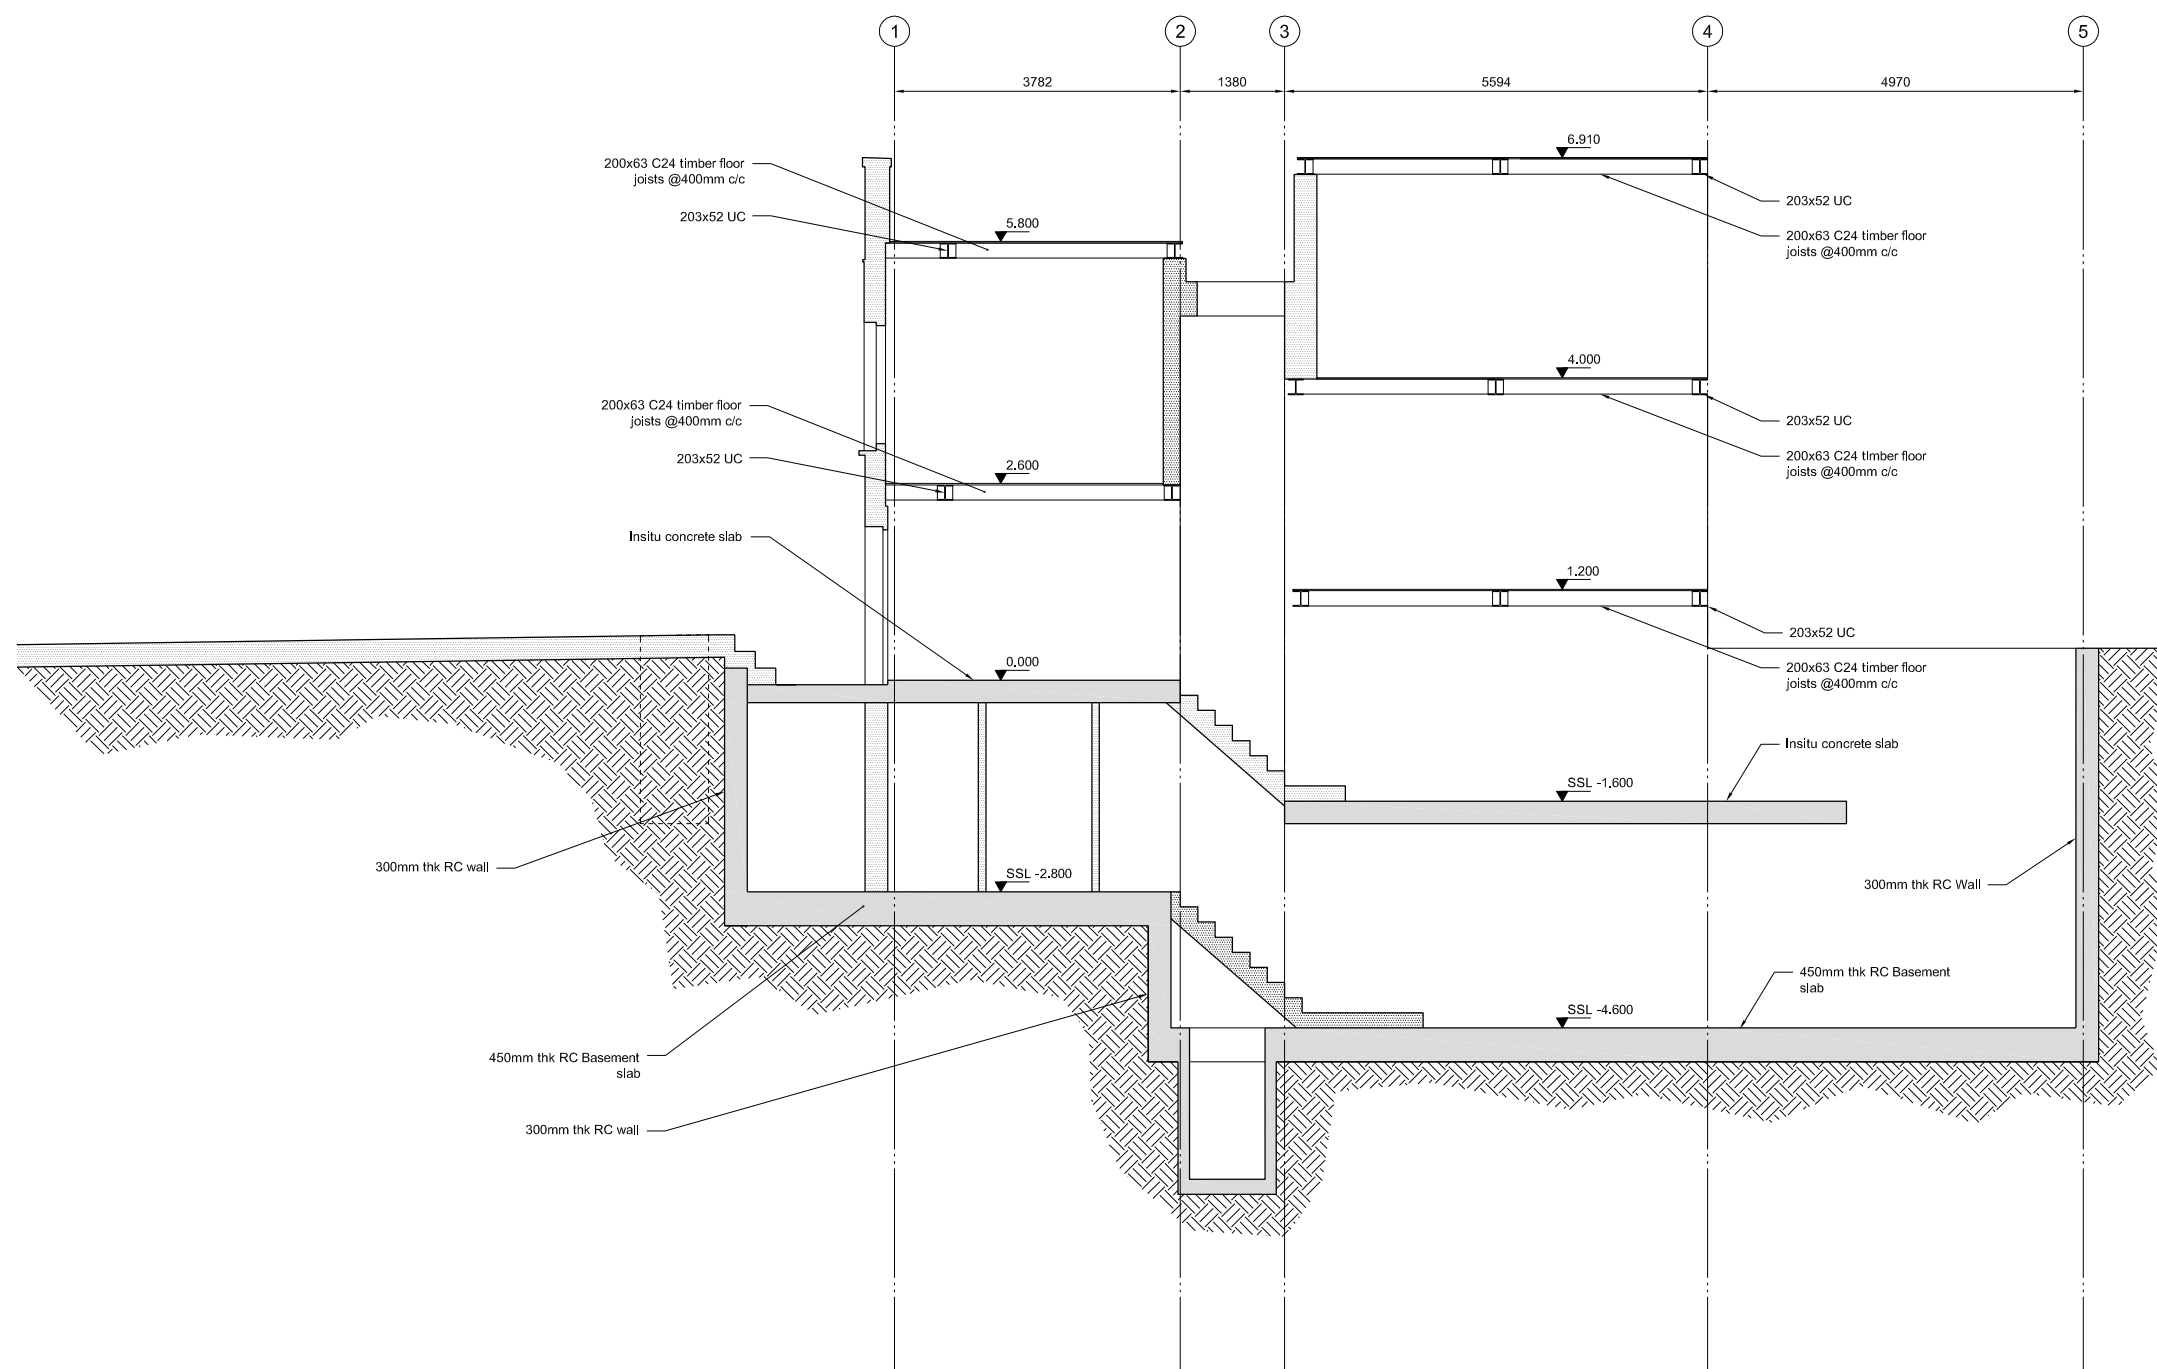 1 2 3 4 5
3782 1380 5594 4970
6.910
200x63 C24 timber floor
joists @400mm c/c
203x52 UC
203x52 UC
5.800
200x63 C24 timber floor
joists @400mm c/c
4.000
200x63 C24 timber floor
joists @400mm c/c
203x52 UC
203x52 UC
2.600
200x63 C24 timber floor
joists @400mm c/c
Insitu concrete slab
1.200
203x52 UC
0.000
200x63 C24 timber floor
joists @400mm c/c
Insitu concrete slab
SSL -1.600
300mm thk RC wall
SSL -2.800
300mm thk RC Wall
450mm thk RC Basement
slab
SSL -4.600
450mm thk RC Basement
slab
300mm thk RC wall